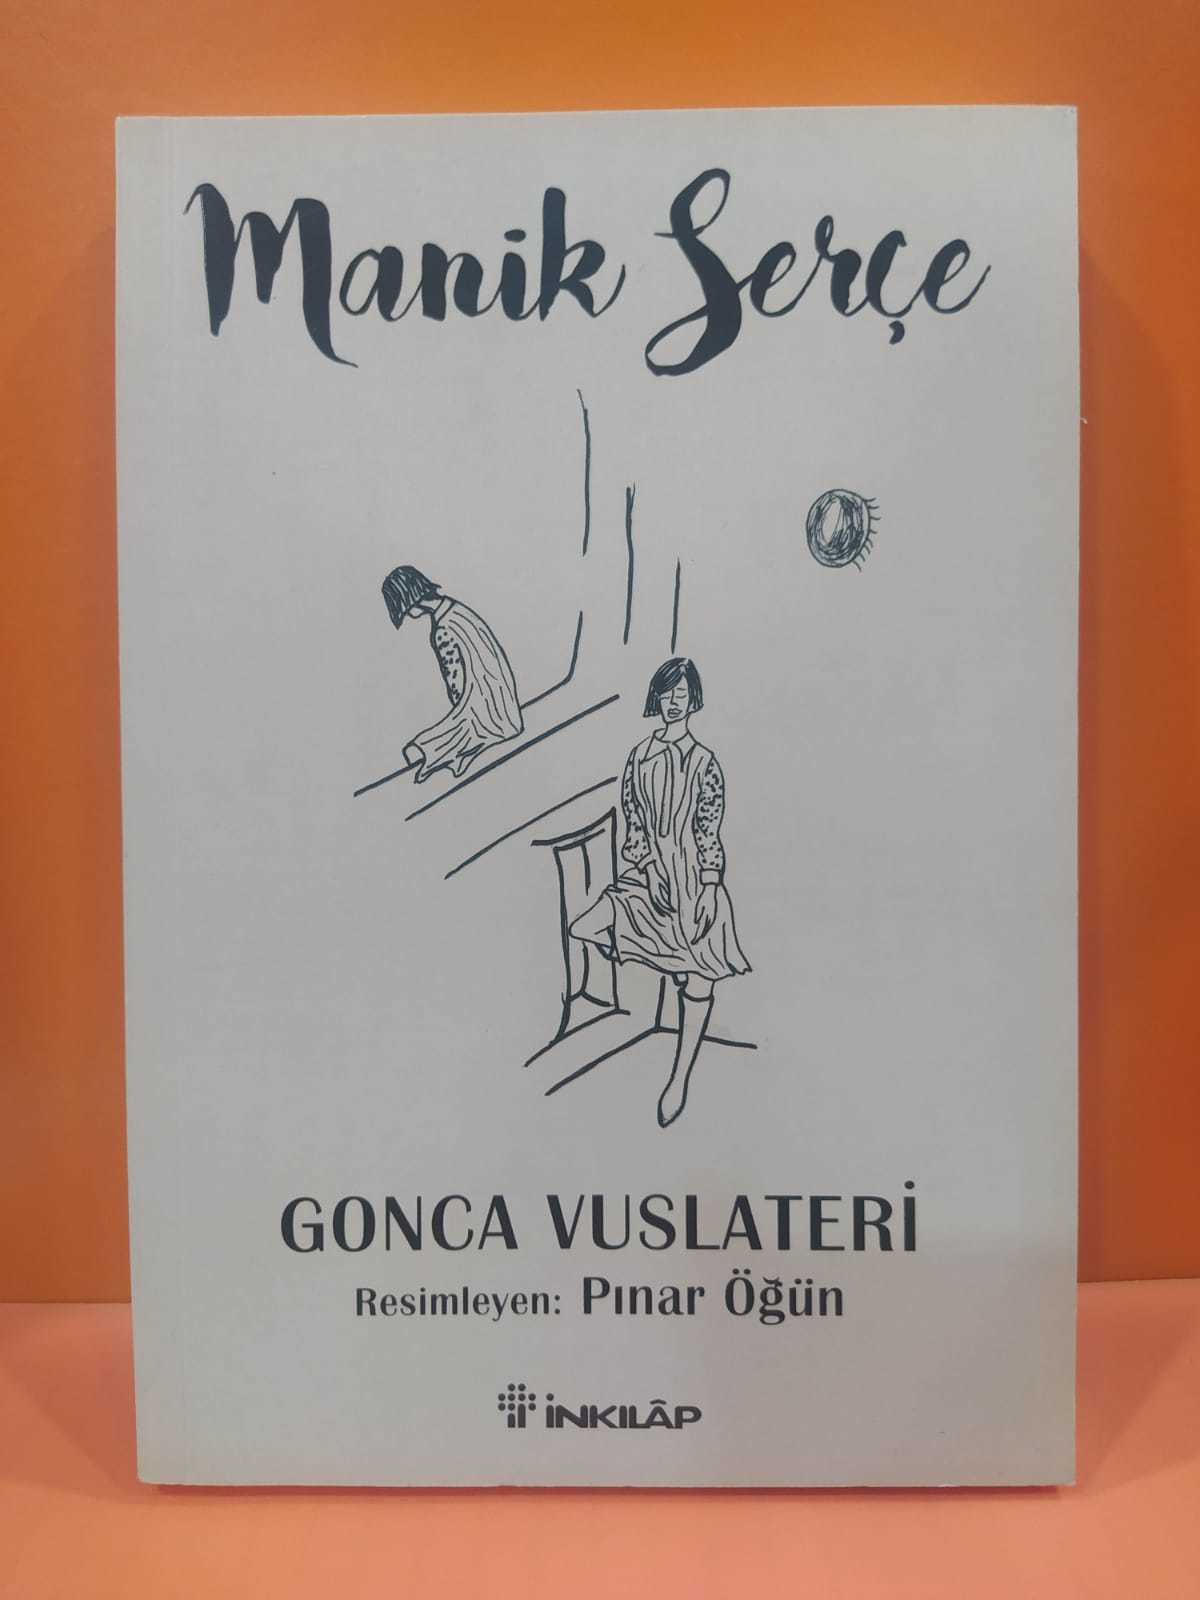 Manik Serçe
GONCA VUSLATERİ
Resimleyen: Pınar Öğün
İNKILÂP